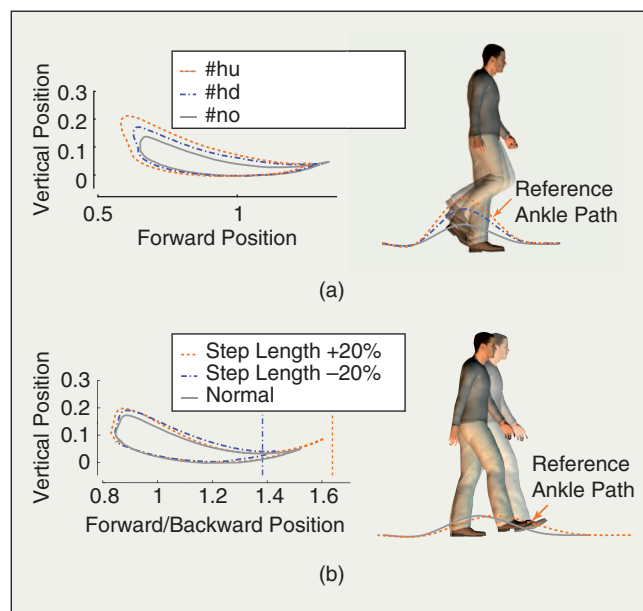 #hu
#hd
#no
0.3
0.2
0.1
0
Vertical Position
0.5
1
Forward Position
Reference
Ankle Path
(a)
Step Length +20%
Step Length –20%
Normal
0.3
0.2
0.1
0
Vertical Position
0.8
1
1.2
1.4
1.6
Forward/Backward Position
Reference
Ankle Path
(b)